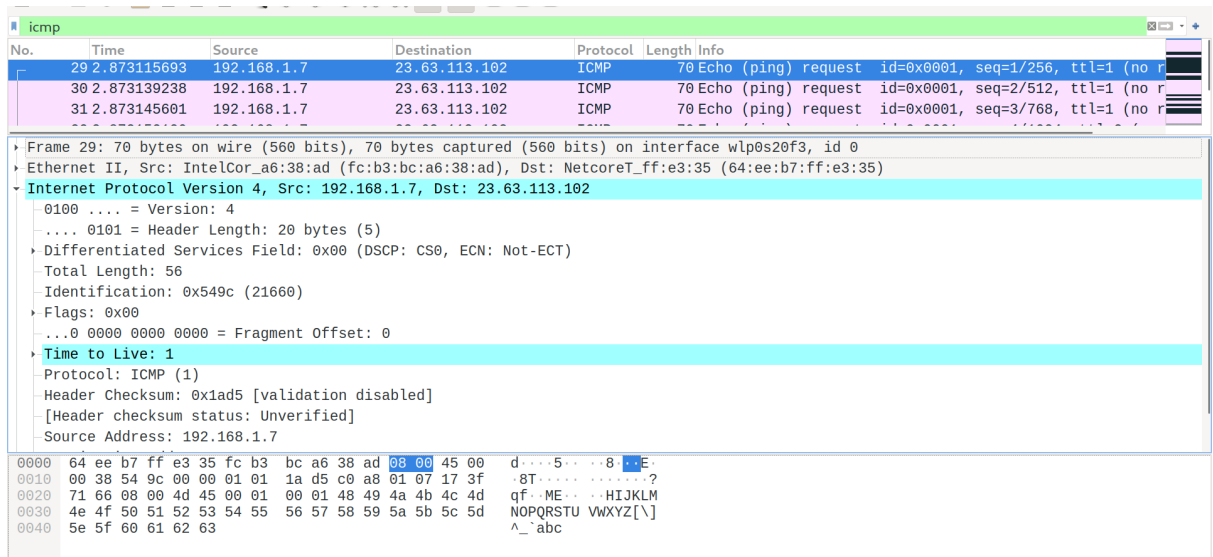 icmp
No. Time Source Destination Protocol Length Info
29 2.873115693 192.168.1.7 23.63.113.102 ICMP 70 Echo (ping) request id=0x0001, seq=1/256, ttl=1 (no r
30 2.873139238 192.168.1.7 23.63.113.102 ICMP 70 Echo (ping) request id=0x0001, seq=2/512, ttl=1 (no r
31 2.873145601 192.168.1.7 23.63.113.102 ICMP 70 Echo (ping) request id=0x0001, seq=3/768, ttl=1 (no r
Frame 29: 70 bytes on wire (560 bits), 70 bytes captured (560 bits) on interface wlp0s20f3, id 0
Ethernet II, Src: IntelCor_a6:38:ad (fc:b3:bc:a6:38:ad), Dst: NetcoreT_ff:e3:35 (64:ee:b7:ff:e3:35)
Internet Protocol Version 4, Src: 192.168.1.7, Dst: 23.63.113.102
0100 .... = Version: 4
.... 0101 = Header Length: 20 bytes (5)
Differentiated Services Field: 0x00 (DSCP: CS0, ECN: Not-ECT)
Total Length: 56
Identification: 0x549c (21660)
Flags: 0x00
...0 0000 0000 0000 = Fragment Offset: 0
Time to Live: 1
Protocol: ICMP (1)
Header Checksum: 0x1ad5 [validation disabled]
[Header checksum status: Unverified]
Source Address: 192.168.1.7
0000 64 ee b7 ff e3 35 fc b3 bc a6 38 ad 08 00 45 00 d····5·· ··8···E·
0010 00 38 54 9c 00 00 01 01 1a d5 c0 a8 01 07 17 3f ·8T····· ·······?
0020 71 66 08 00 4d 45 00 01 00 01 48 49 4a 4b 4c 4d qf··ME·· ··HIJKLM
0030 4e 4f 50 51 52 53 54 55 56 57 58 59 5a 5b 5c 5d NOPQRSTU VWXYZ[\]
0040 5e 5f 60 61 62 63 ^_`abc